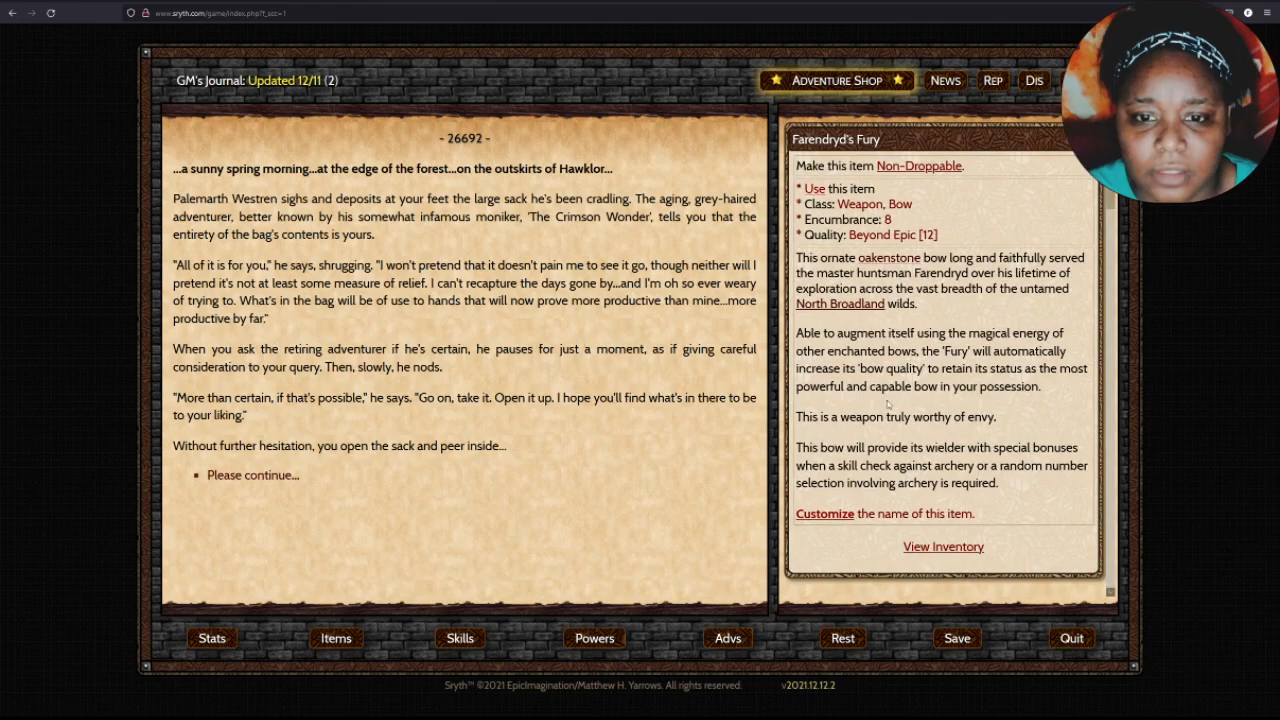 www.sryth.com/game/index.php?f_scc=1
GM's Journal: Updated 12/11 (2)
ADVENTURE SHOP
NEWS
REP
DIS
- 26692 -
...a sunny spring morning...at the edge of the forest...on the outskirts of Hawklor...
Palemarth Westren sighs and deposits at your feet the large sack he's been cradling. The aging, grey-haired
adventurer, better known by his somewhat infamous moniker, 'The Crimson Wonder', tells you that the
entirety of the bag's contents is yours.
"All of it is for you," he says, shrugging. "I won't pretend that it doesn't pain me to see it go, though neither will I
pretend it's not at least some measure of relief. I can't recapture the days gone by...and I'm oh so ever weary
of trying to. What's in the bag will be of use to hands that will now prove more productive than mine...more
productive by far."
When you ask the retiring adventurer if he's certain, he pauses for just a moment, as if giving careful
consideration to your query. Then, slowly, he nods.
"More than certain, if that's possible," he says. "Go on, take it. Open it up. I hope you'll find what's in there to be
to your liking."
Without further hesitation, you open the sack and peer inside...
Please continue...
Farendryd's Fury
Make this item Non-Droppable.
* Use this item
* Class: Weapon, Bow
* Encumbrance: 8
* Quality: Beyond Epic [12]
This ornate oakenstone bow long and faithfully served
the master huntsman Farendryd over his lifetime of
exploration across the vast breadth of the untamed
North Broadland wilds.
Able to augment itself using the magical energy of
other enchanted bows, the 'Fury' will automatically
increase its 'bow quality' to retain its status as the most
powerful and capable bow in your possession.
This is a weapon truly worthy of envy.
This bow will provide its wielder with special bonuses
when a skill check against archery or a random number
selection involving archery is required.
Customize the name of this item.
View Inventory
Stats
Items
Skills
Powers
Advs
Rest
Save
Quit
Sryth™ ©2021 EpicImagination/Matthew H. Yarrows. All rights reserved.
v2021.12.12.2